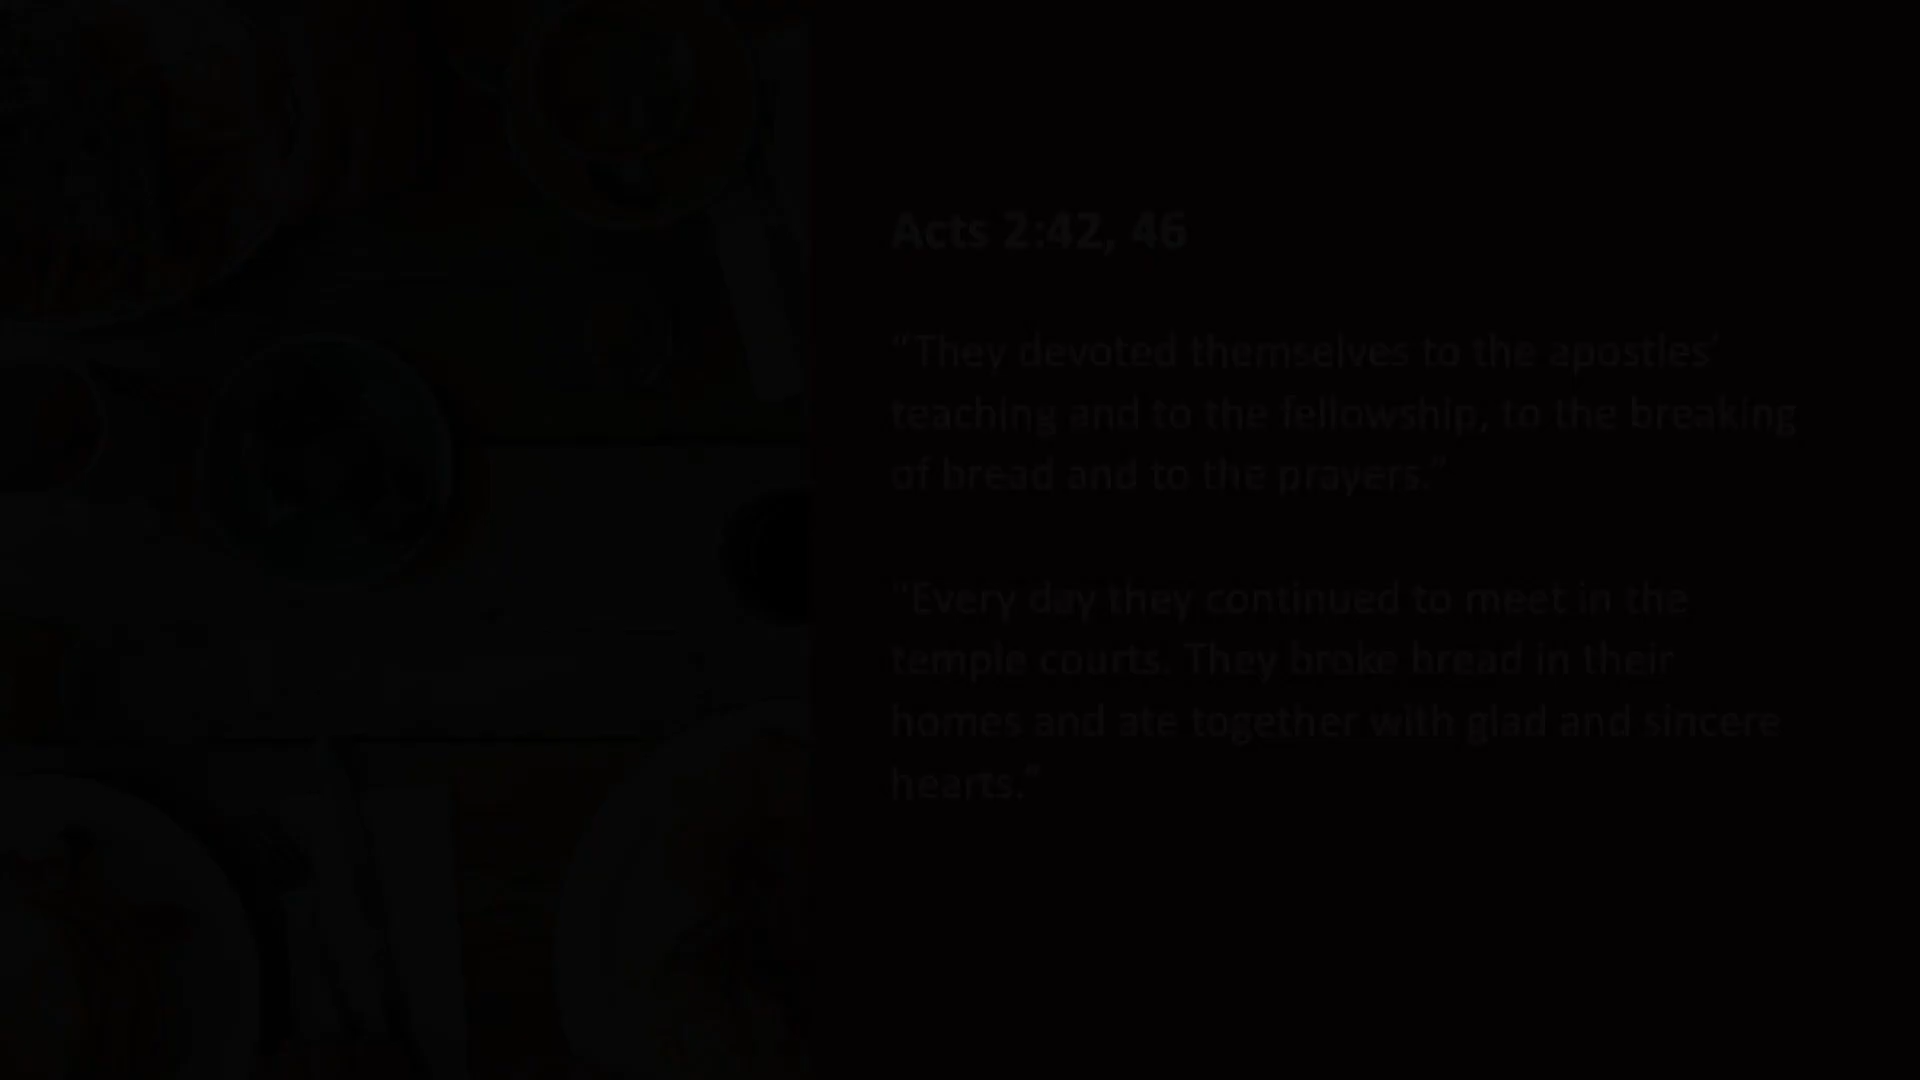 Acts 2:42, 46
“They devoted themselves to the apostles’
teaching and to the fellowship, to the breaking
of bread and to the prayers.”
“Every day they continued to meet in the
temple courts. They broke bread in their
homes and ate together with glad and sincere
hearts.”